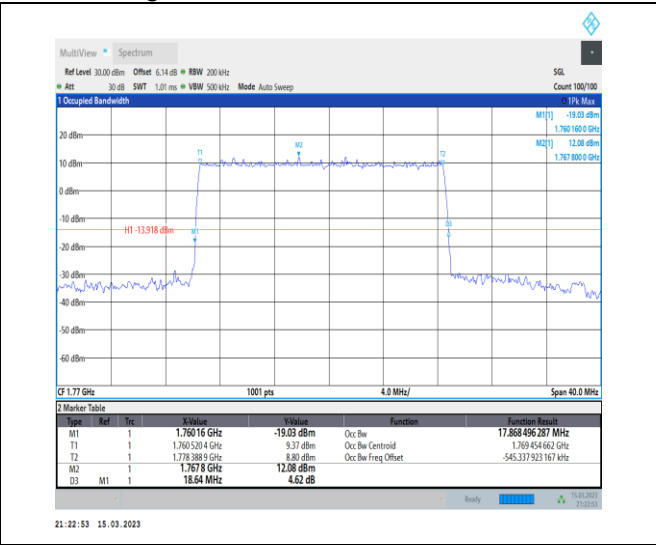 MultiView Spectrum
Ref Level 30.00 dBm Offset 6.14 dB RBW 200 kHz SGL
Att 30 dB SWT 1.01 ms VBW 500 kHz Mode Auto Sweep Count 100/100
1 Occupied Bandwidth 1Pk Max
M1[1] -19.03 dBm
1.760 160 0 GHz
M2[1] 12.08 dBm
1.767 800 0 GHz
20 dBm
T1
M2
T2
10 dBm
0 dBm
-10 dBm
H1 -13.918 dBm
M1
D3
-20 dBm
-30 dBm
-40 dBm
-50 dBm
-60 dBm
CF 1.77 GHz 1001 pts 4.0 MHz/ Span 40.0 MHz
2 Marker Table
Type Ref Trc X-Value Y-Value Function Function Result
M1 1 1.76016 GHz -19.03 dBm Occ Bw 17.868 496 287 MHz
T1 1 1.760 520 4 GHz 9.37 dBm Occ Bw Centroid 1.769 454 662 GHz
T2 1 1.778 388 9 GHz 8.80 dBm Occ Bw Freq Offset -545.337 923 167 kHz
M2 1 1.7678 GHz 12.08 dBm
D3 M1 1 18.64 MHz 4.62 dB
Ready 15.03.2023
21:22:53
21:22:53 15.03.2023